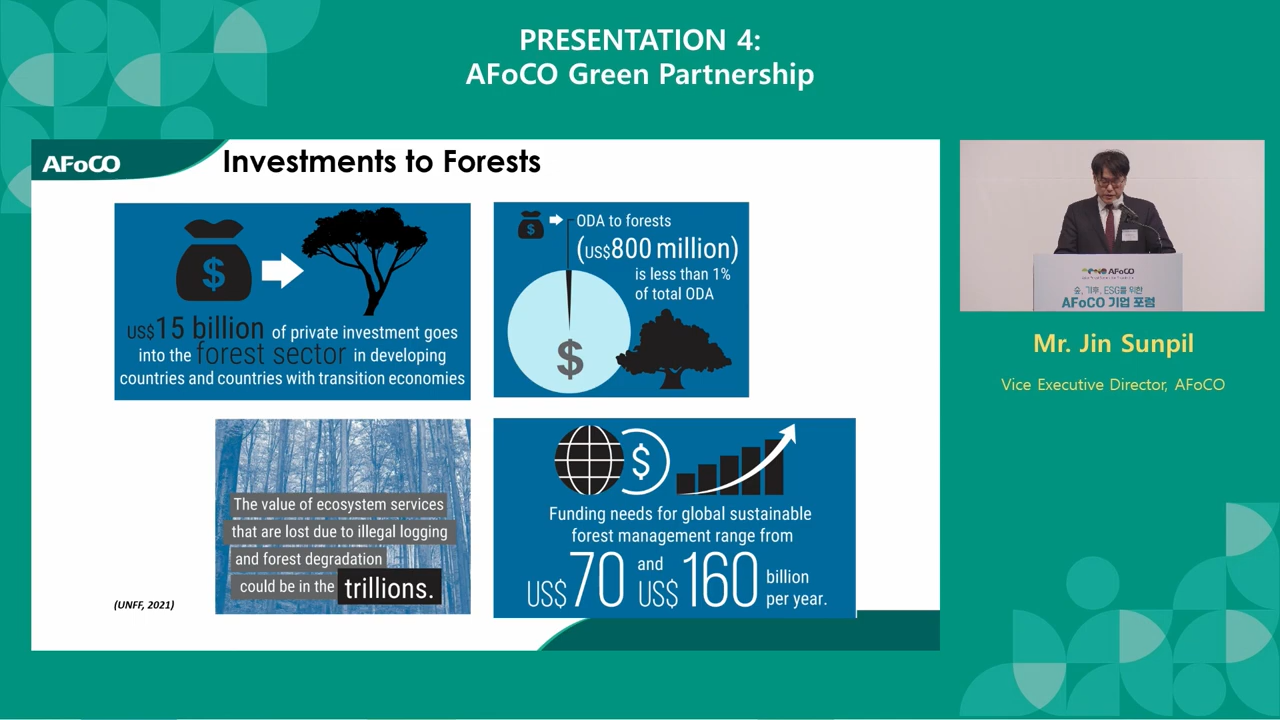 PRESENTATION 4:
AFoCO Green Partnership
AFoCO
Investments to Forests
US$15 billion of private investment goes
into the forest sector in developing
countries and countries with transition economies
ODA to forests
(US$800 million)
is less than 1%
of total ODA
The value of ecosystem services
that are lost due to illegal logging
and forest degradation
could be in the trillions.
Funding needs for global sustainable
forest management range from
US$70 and US$160 billion
per year.
(UNFF, 2021)
AFoCO
숲, 기후, ESG를 위한
AFoCO 기업 포럼
Mr. Jin Sunpil
Vice Executive Director, AFoCO